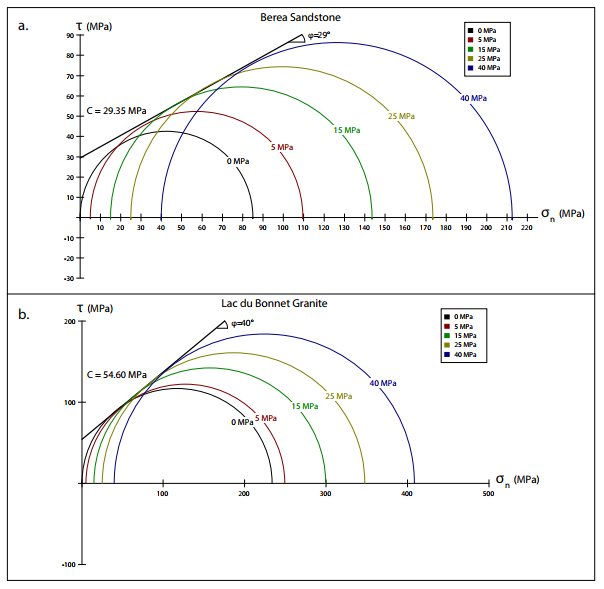 Berea Sandstone
a.
τ (MPa)
90
80
70
60
50
40
30
20
10
-10
-20
-30
φ=29°
C = 29.35 MPa
0 MPa
5 MPa
15 MPa
25 MPa
40 MPa
0 MPa
5 MPa
15 MPa
25 MPa
40 MPa
10 20 30 40 50 60 70 80 90 100 110 120 130 140 150 160 170 180 190 200 210 220
σn (MPa)
Lac du Bonnet Granite
b.
τ (MPa)
200
100
-100
φ=40°
C = 54.60 MPa
0 MPa
5 MPa
15 MPa
25 MPa
40 MPa
0 MPa
5 MPa
15 MPa
25 MPa
40 MPa
100 200 300 400 500
σn (MPa)